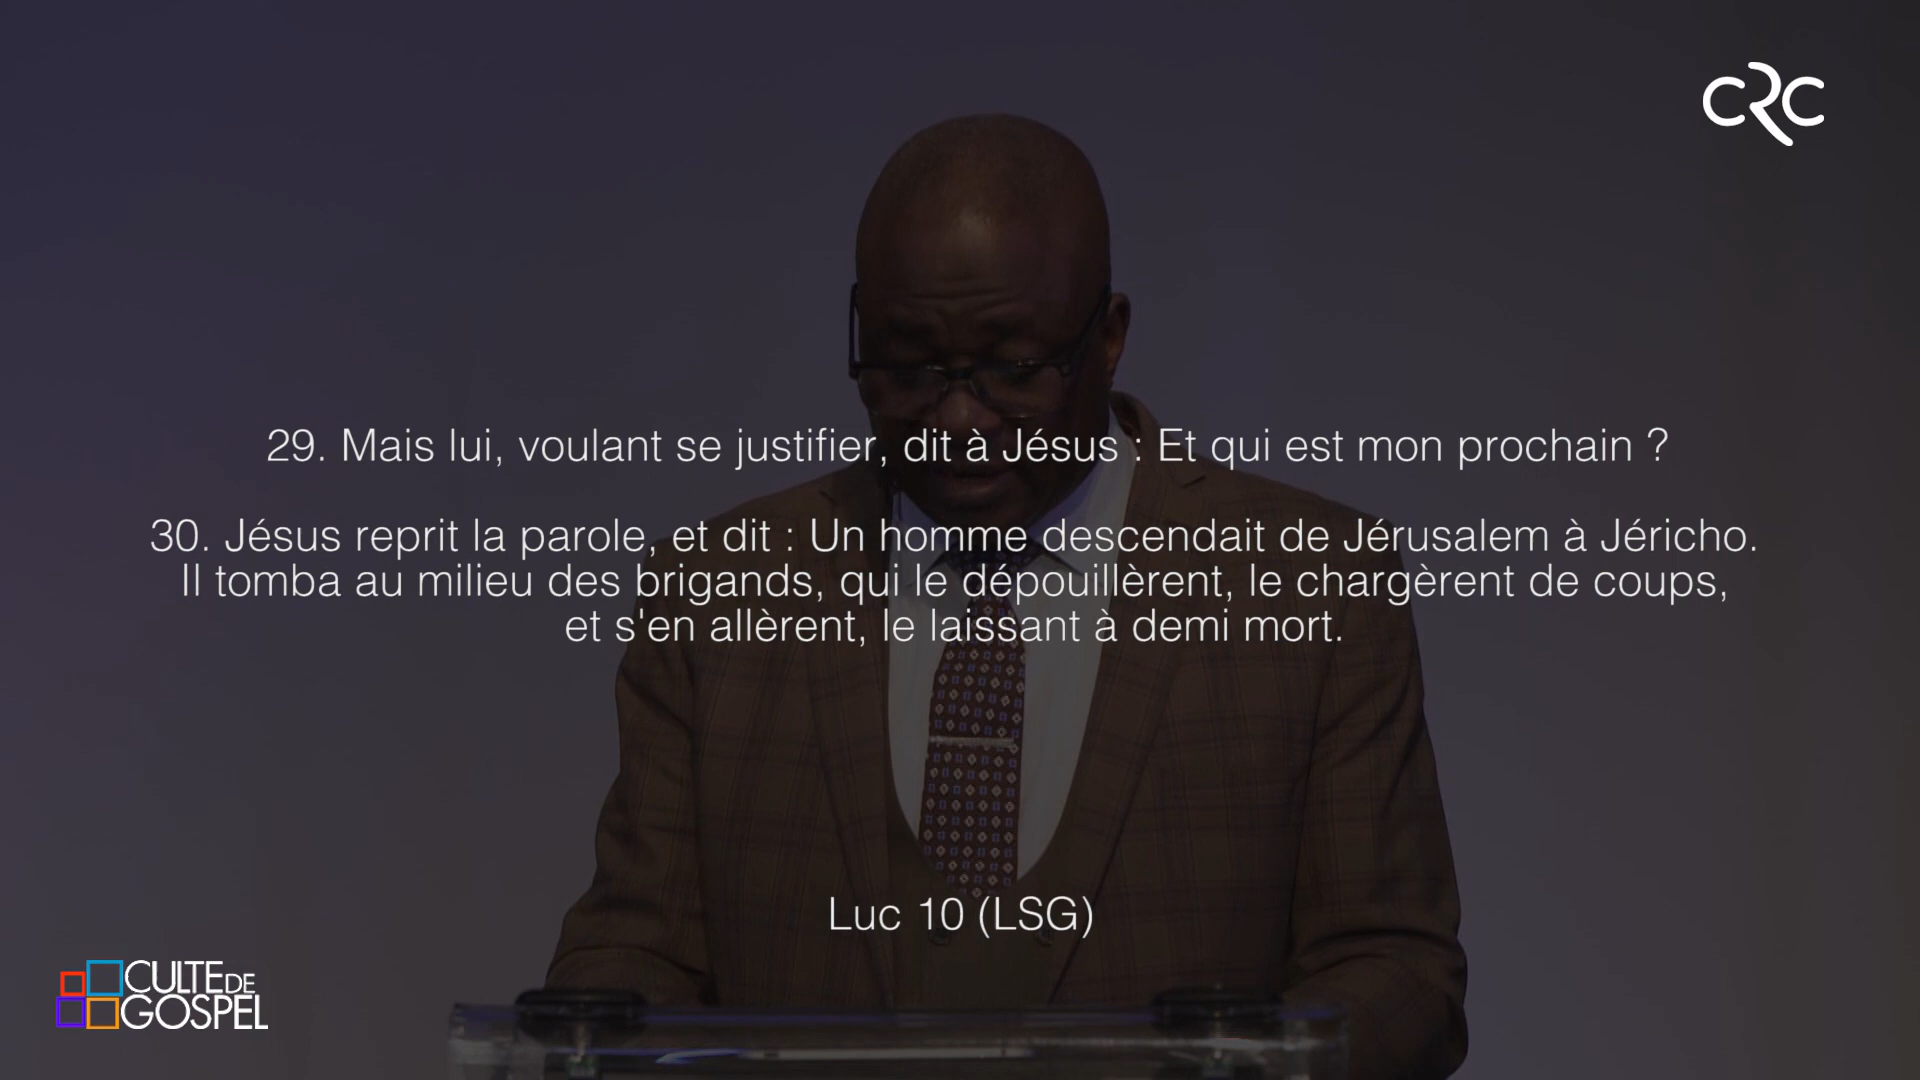 CRC
29. Mais lui, voulant se justifier, dit à Jésus : Et qui est mon prochain ?
30. Jésus reprit la parole, et dit : Un homme descendait de Jérusalem à Jéricho.
Il tomba au milieu des brigands, qui le dépouillèrent, le chargèrent de coups,
et s'en allèrent, le laissant à demi mort.
Luc 10 (LSG)
CULTE DE
GOSPEL